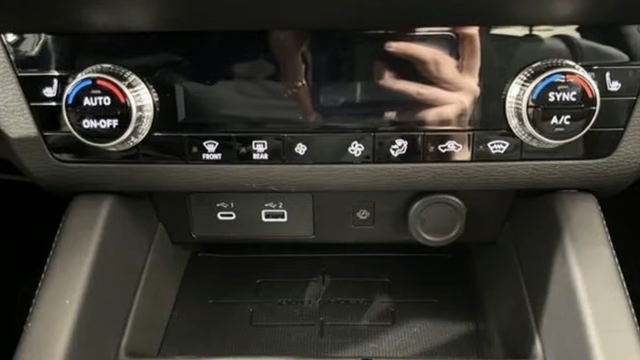 AUTO
ON·OFF
SYNC
A/C
FRONT
REAR
1
2